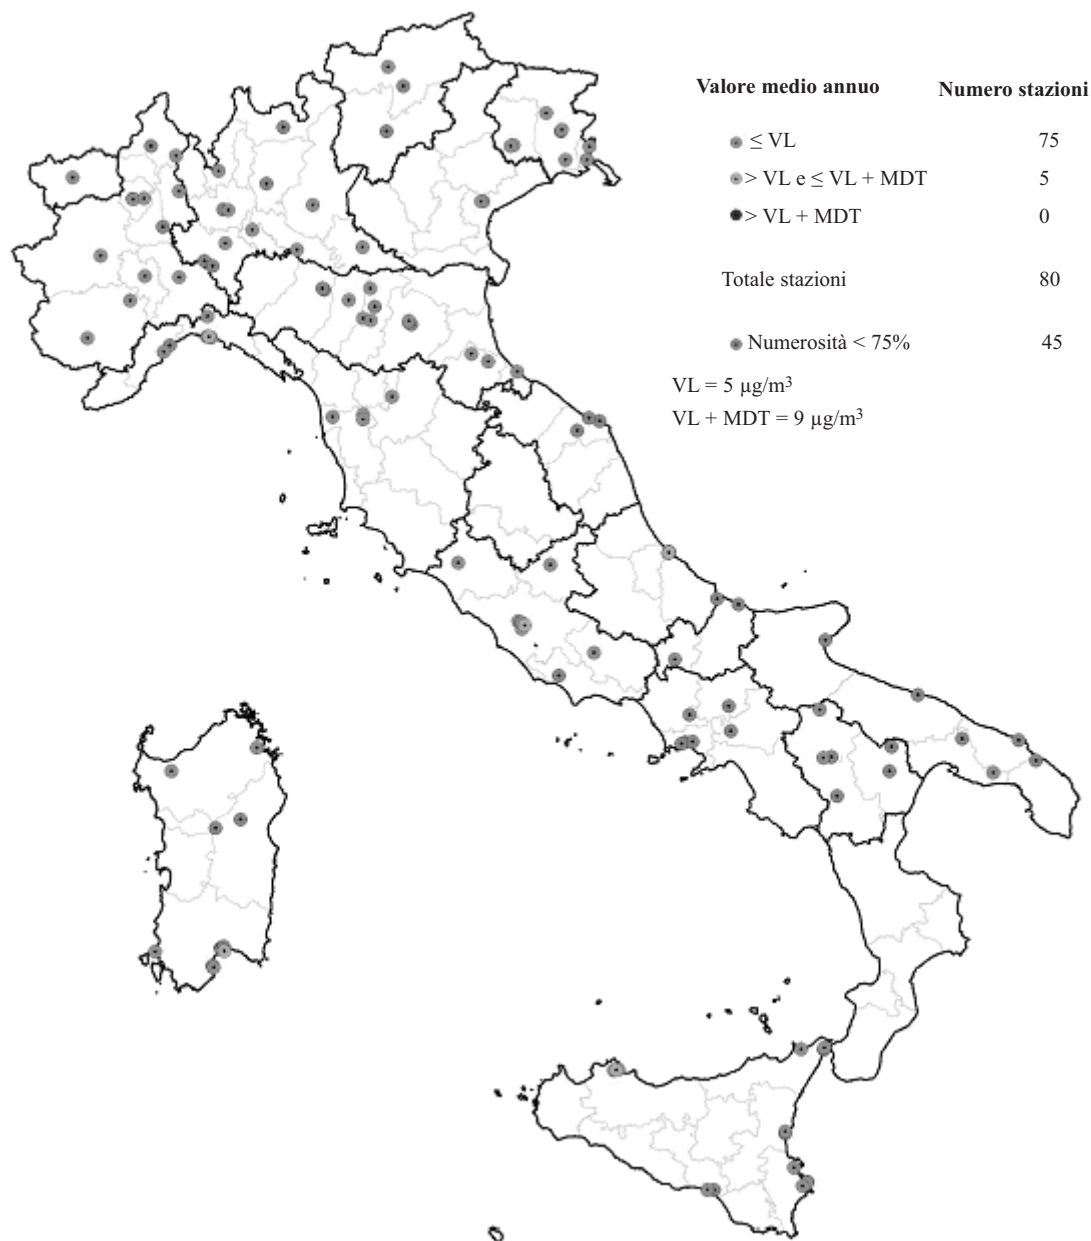 Valore medio annuo Numero stazioni
≤ VL 75
> VL e ≤ VL + MDT 5
> VL + MDT 0
Totale stazioni 80
Numerosità < 75% 45
VL = 5 µg/m³
VL + MDT = 9 µg/m³